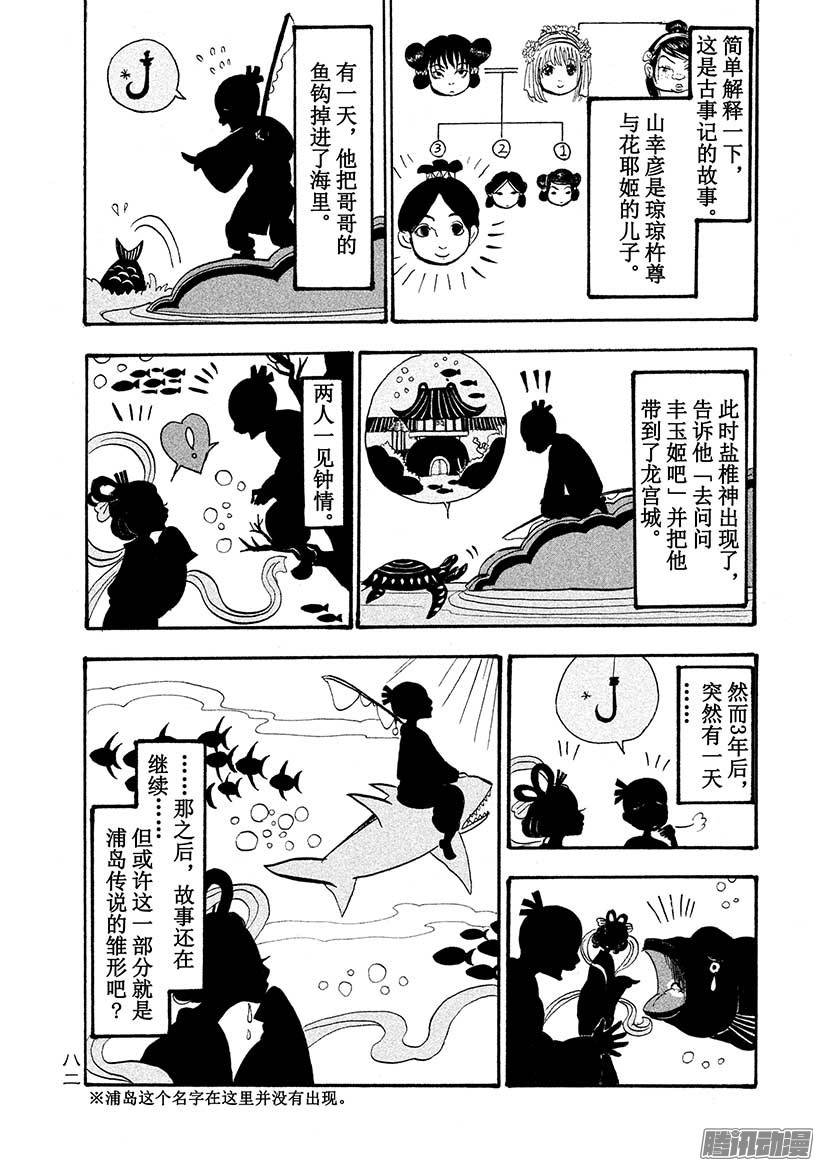 简单解释一下，
这是古事记的故事。
山幸彦是琼琼杵尊
与花耶姬的儿子。
③
②
①
有一天，他把哥哥的
鱼钩掉进了海里。
*
此时盐椎神出现了，
告诉他「去问问
丰玉姬吧」并把他
带到了龙宫城。
!!!
两人一见钟情。
!
然而3年后，
突然有一天
……
*
……那之后，故事还在
继续……
但或许这一部分就是
浦岛传说的雏形吧？
八二
※浦岛这个名字在这里并没有出现。
腾讯动漫